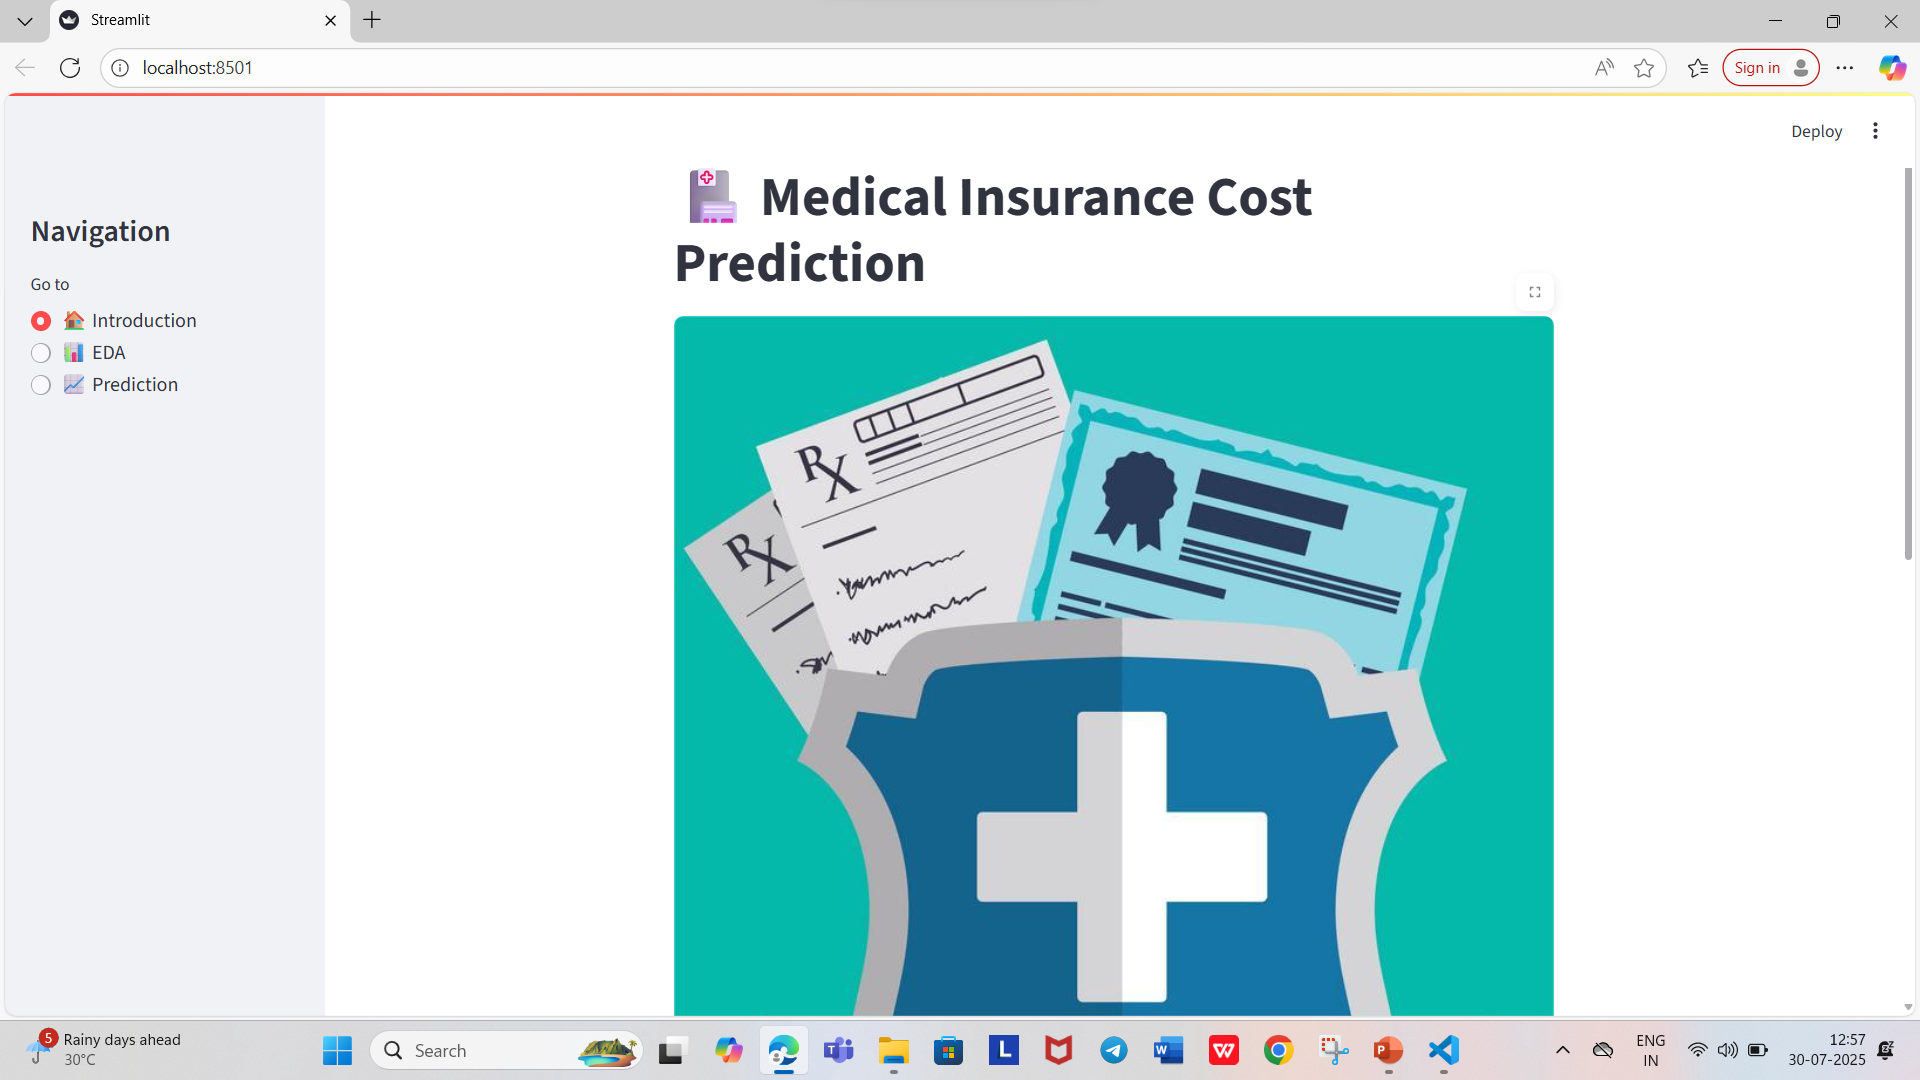 Streamlit
localhost:8501
Sign in
Deploy
Navigation
Go to
Introduction
EDA
Prediction
Medical Insurance Cost
Prediction
RX
RX
5
Rainy days ahead
30°C
Search
L
W
W
P
ENG
IN
12:57
30-07-2025